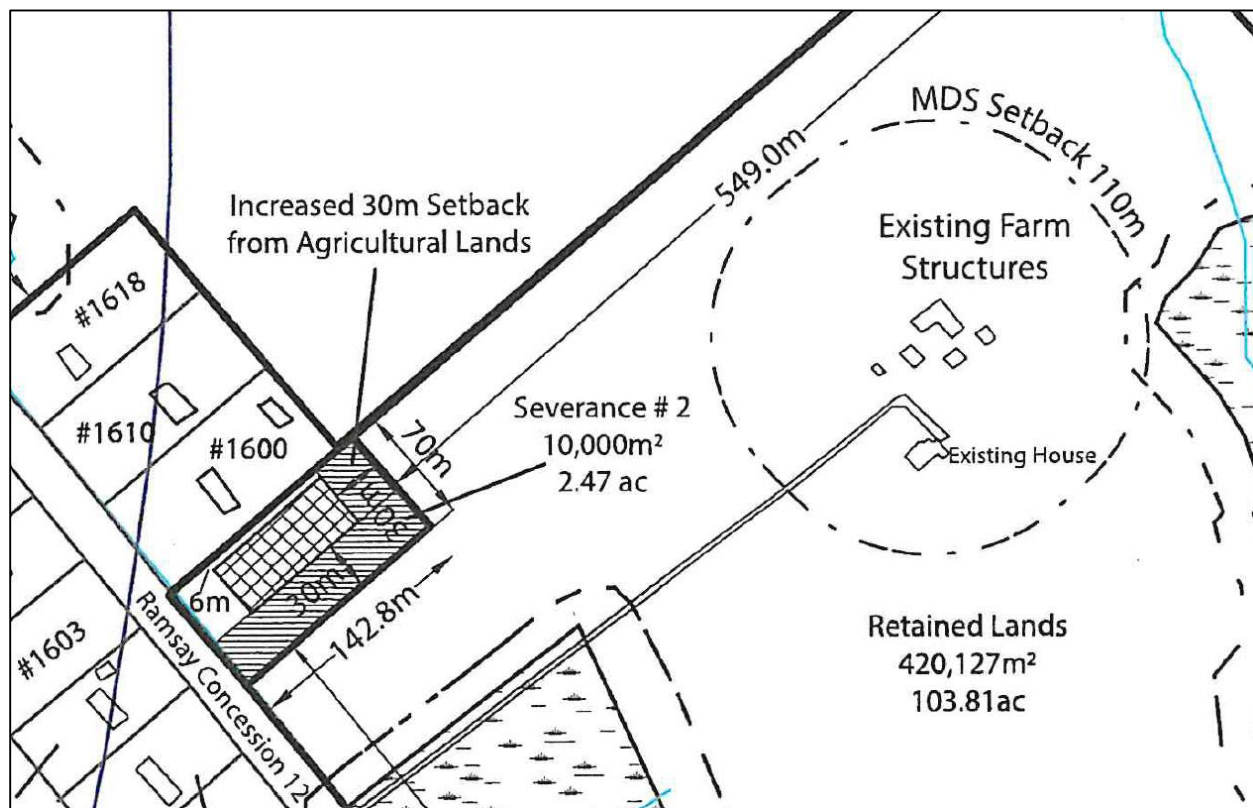 MDS Setback 110m
549.0m
Increased 30m Setback
from Agricultural Lands
Existing Farm
Structures
#1618
#1610
#1600
70m
Severance # 2
10,000m²
2.47 ac
Existing House
30m
30m
6m
142.8m
#1603
Ramsay Concession 12
Retained Lands
420,127m²
103.81ac